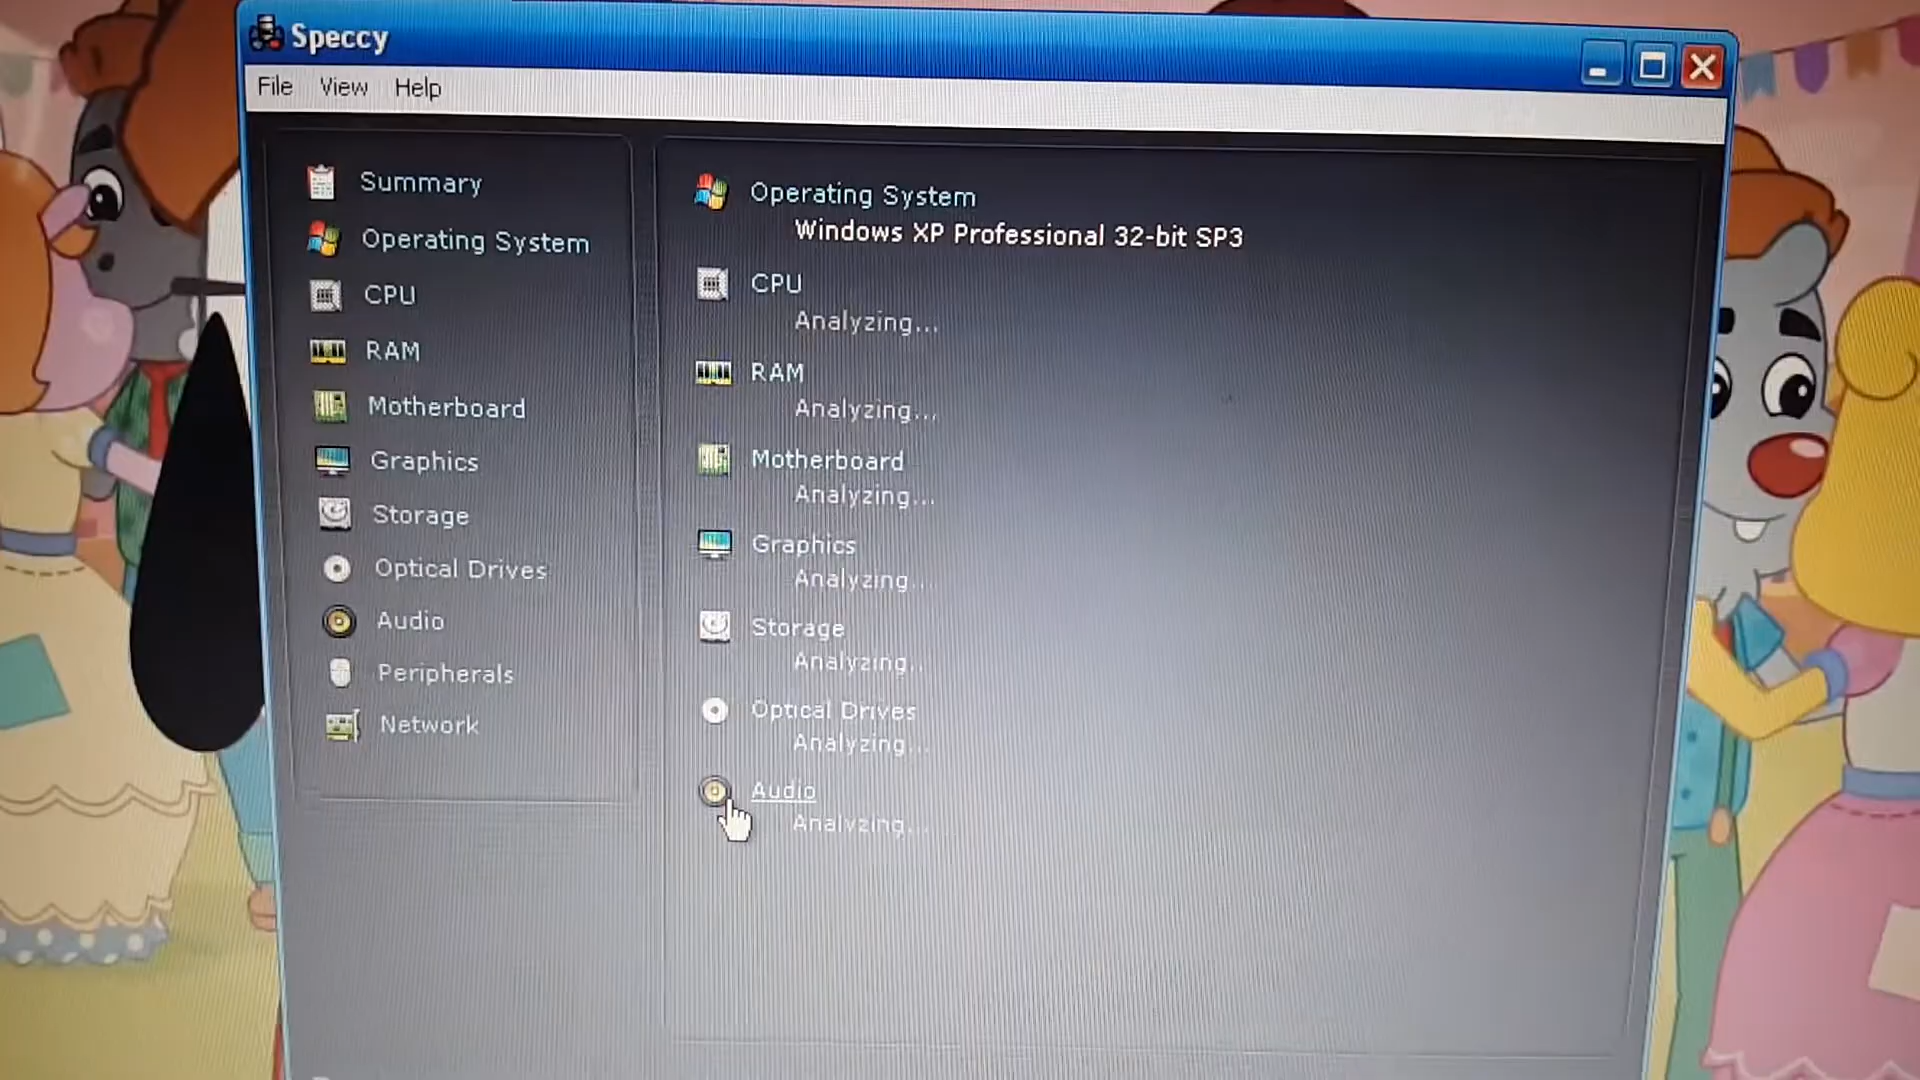 Speccy
File View Help
Summary
Operating System
CPU
RAM
Motherboard
Graphics
Storage
Optical Drives
Audio
Peripherals
Network
Operating System
Windows XP Professional 32-bit SP3
CPU
Analyzing...
RAM
Analyzing...
Motherboard
Analyzing...
Graphics
Analyzing...
Storage
Analyzing...
Optical Drives
Analyzing...
Audio
Analyzing...